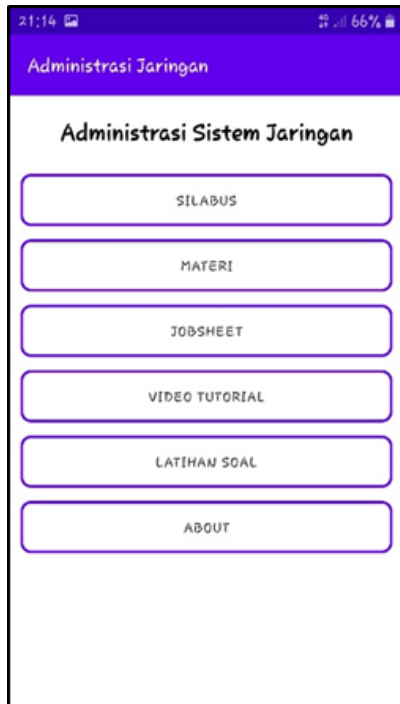 21:14 66%
Administrasi Jaringan
Administrasi Sistem Jaringan
SILABUS
MATERI
JOBSHEET
VIDEO TUTORIAL
LATIHAN SOAL
ABOUT